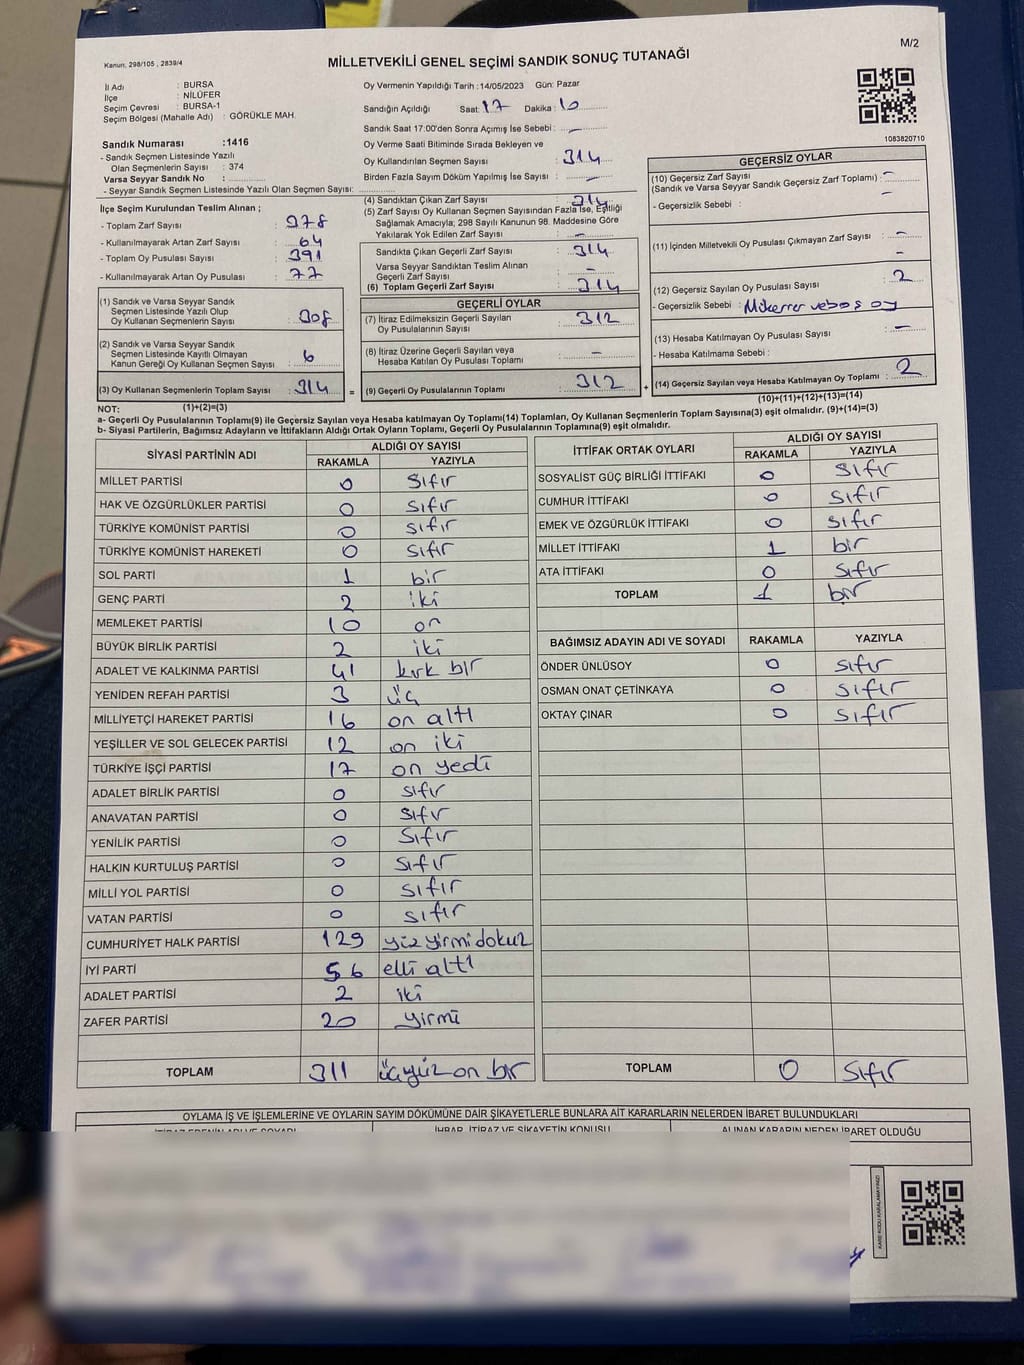 Kanun, 298/105 , 2839/4
MİLLETVEKİLİ GENEL SEÇİMİ SANDIK SONUÇ TUTANAĞI
M/2
İl Adı : BURSA
İlçe : NİLÜFER
Seçim Çevresi : BURSA-1
Seçim Bölgesi (Mahalle Adı) : GÖRÜKLE MAH.
Sandık Numarası :1416
- Sandık Seçmen Listesinde Yazılı
Olan Seçmenlerin Sayısı : 374
Varsa Seyyar Sandık No :
- Seyyar Sandık Seçmen Listesinde Yazılı Olan Seçmen Sayısı:
Oy Vermenin Yapıldığı Tarih :14/05/2023 Gün: Pazar
Sandığın Açıldığı Saat: 17 Dakika: 10
Sandık Saat 17:00'den Sonra Açımış İse Sebebi : -
Oy Verme Saati Bitiminde Sırada Bekleyen ve
Oy Kullandırılan Seçmen Sayısı : 314
Birden Fazla Sayım Döküm Yapılmış İse Sayısı : -
1083820710
İlçe Seçim Kurulundan Teslim Alınan ;
- Toplam Zarf Sayısı : 378
- Kullanılmayarak Artan Zarf Sayısı : 64
- Toplam Oy Pusulası Sayısı : 391
- Kullanılmayarak Artan Oy Pusulası : 77
(1) Sandık ve Varsa Seyyar Sandık
Seçmen Listesinde Yazılı Olup
Oy Kullanan Seçmenlerin Sayısı : 308
(2) Sandık ve Varsa Seyyar Sandık
Seçmen Listesinde Kayıtlı Olmayan
Kanun Gereği Oy Kullanan Seçmen Sayısı : 6
(3) Oy Kullanan Seçmenlerin Toplam Sayısı : 314
(1)+(2)=(3)
(4) Sandıktan Çıkan Zarf Sayısı : 314
(5) Zarf Sayısı Oy Kullanan Seçmen Sayısından Fazla İse, Eşitliği
Sağlamak Amacıyla, 298 Sayılı Kanunun 98. Maddesine Göre
Yakılarak Yok Edilen Zarf Sayısı : -
Sandıkta Çıkan Geçerli Zarf Sayısı : 314
Varsa Seyyar Sandıktan Teslim Alınan
Geçerli Zarf Sayısı : -
(6) Toplam Geçerli Zarf Sayısı : 314
GEÇERLİ OYLAR
(7) İtiraz Edilmeksizin Geçerli Sayılan
Oy Pusulalarının Sayısı : 312
(8) İtiraz Üzerine Geçerli Sayılan veya
Hesaba Katılan Oy Pusulası Toplamı : -
= (9) Geçerli Oy Pusulalarının Toplamı : 312 +
GEÇERSİZ OYLAR
(10) Geçersiz Zarf Sayısı : -
(Sandık ve Varsa Seyyar Sandık Geçersiz Zarf Toplamı)
- Geçersizlik Sebebi : -
(11) İçinden Milletvekili Oy Pusulası Çıkmayan Zarf Sayısı : -
-
(12) Geçersiz Sayılan Oy Pusulası Sayısı : 2
- Geçersizlik Sebebi : Mükerrer ve boş oy
(13) Hesaba Katılmayan Oy Pusulası Sayısı : -
- Hesaba Katılmama Sebebi :
(14) Geçersiz Sayılan veya Hesaba Katılmayan Oy Toplamı : 2
(10)+(11)+(12)+(13)=(14)
NOT:
a- Geçerli Oy Pusulalarının Toplamı(9) ile Geçersiz Sayılan veya Hesaba katılmayan Oy Toplamı(14) Toplamları, Oy Kullanan Seçmenlerin Toplam Sayısına(3) eşit olmalıdır. (9)+(14)=(3)
b- Siyasi Partilerin, Bağımsız Adayların ve İttifakların Aldığı Ortak Oyların Toplamı, Geçerli Oy Pusulalarının Toplamına(9) eşit olmalıdır.
SİYASİ PARTİNİN ADI ALDIĞI OY SAYISI
RAKAMLA YAZIYLA
MİLLET PARTİSİ 0 sıfır
HAK VE ÖZGÜRLÜKLER PARTİSİ 0 sıfır
TÜRKİYE KOMÜNİST PARTİSİ 0 sıfır
TÜRKİYE KOMÜNİST HAREKETİ 0 sıfır
SOL PARTİ 1 bir
GENÇ PARTİ 2 iki
MEMLEKET PARTİSİ 10 on
BÜYÜK BİRLİK PARTİSİ 2 iki
ADALET VE KALKINMA PARTİSİ 41 kırk bir
YENİDEN REFAH PARTİSİ 3 üç
MİLLİYETÇİ HAREKET PARTİSİ 16 on altı
YEŞİLLER VE SOL GELECEK PARTİSİ 12 on iki
TÜRKİYE İŞÇİ PARTİSİ 17 on yedi
ADALET BİRLİK PARTİSİ 0 sıfır
ANAVATAN PARTİSİ 0 sıfır
YENİLİK PARTİSİ 0 sıfır
HALKIN KURTULUŞ PARTİSİ 0 sıfır
MİLLİ YOL PARTİSİ 0 sıfır
VATAN PARTİSİ 0 sıfır
CUMHURİYET HALK PARTİSİ 129 yüz yirmi dokuz
İYİ PARTİ 56 elli altı
ADALET PARTİSİ 2 iki
ZAFER PARTİSİ 20 yirmi
TOPLAM 311 üçyüz on bir
İTTİFAK ORTAK OYLARI ALDIĞI OY SAYISI
RAKAMLA YAZIYLA
SOSYALİST GÜÇ BİRLİĞİ İTTİFAKI 0 sıfır
CUMHUR İTTİFAKI 0 sıfır
EMEK VE ÖZGÜRLÜK İTTİFAKI 0 sıfır
MİLLET İTTİFAKI 1 bir
ATA İTTİFAKI 0 sıfır
TOPLAM 1 bir
BAĞIMSIZ ADAYIN ADI VE SOYADI RAKAMLA YAZIYLA
ÖNDER ÜNLÜSOY 0 sıfır
OSMAN ONAT ÇETİNKAYA 0 sıfır
OKTAY ÇINAR 0 sıfır
TOPLAM 0 sıfır
OYLAMA İŞ VE İŞLEMLERİNE VE OYLARIN SAYIM DÖKÜMÜNE DAİR ŞİKAYETLERLE BUNLARA AİT KARARLARIN NELERDEN İBARET BULUNDUKLARI
İTİRAZ EDENİN ADI VE SOYADI İHBAR, İTİRAZ VE ŞİKAYETİN KONUSU ALINAN KARARIN NEDEN İBARET OLDUĞU
KARE KODU KARALAMAYINIZ!